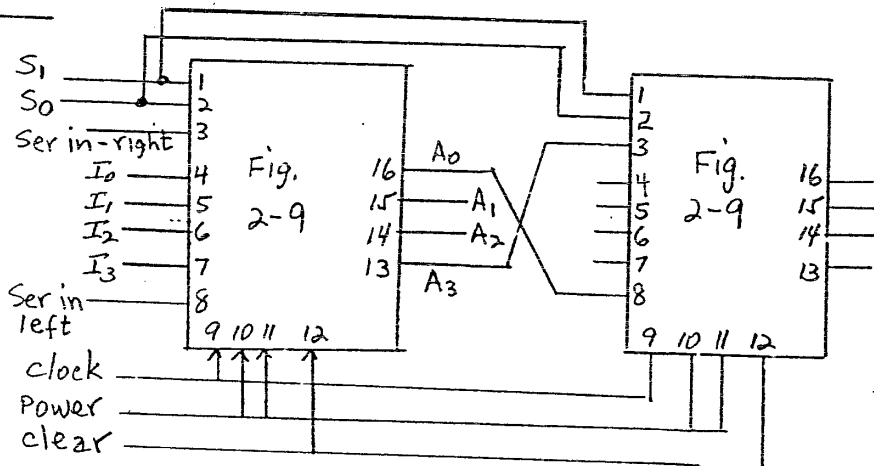 S1
S0
Ser in-right
I0
I1
I2
I3
Ser in
left
1
2
3
4
5
6
7
8
Fig.
2-9
16
15
14
13
9 10 11 12
A0
A1
A2
A3
1
2
3
4
5
6
7
8
Fig.
2-9
16
15
14
13
9 10 11 12
clock
Power
clear